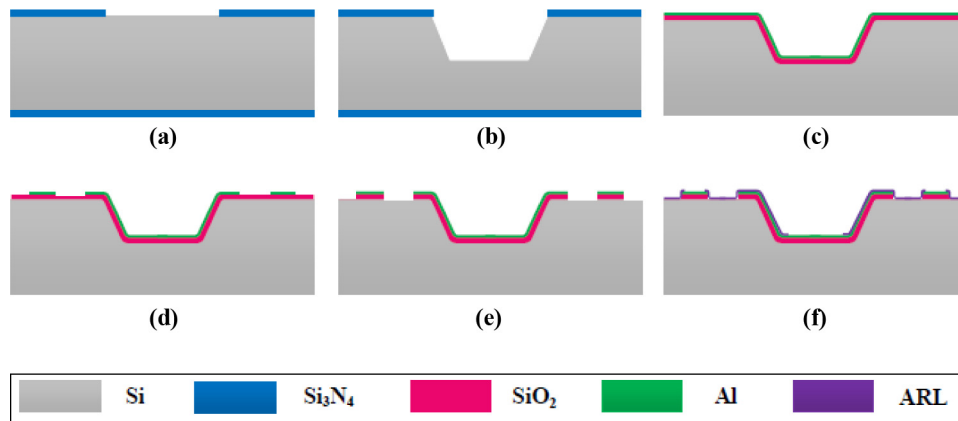 (a) (b) (c)
(d) (e) (f)
Si Si₃N₄ SiO₂ Al ARL